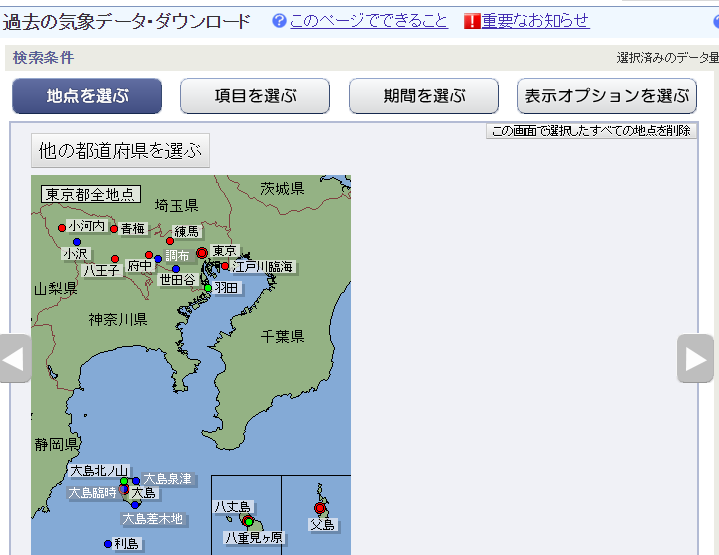 過去の気象データ・ダウンロード
このページでできること
重要なお知らせ
検索条件
選択済みのデータ量
地点を選ぶ
項目を選ぶ
期間を選ぶ
表示オプションを選ぶ
この画面で選択したすべての地点を削除
他の都道府県を選ぶ
東京都全地点
茨城県
埼玉県
小河内
青梅
練馬
小沢
調布
東京
八王子
府中
世田谷
江戸川臨海
羽田
山梨県
神奈川県
千葉県
静岡県
大島北ノ山
大島泉津
大島臨時
大島
大島差木地
利島
八丈島
八重見ヶ原
父島